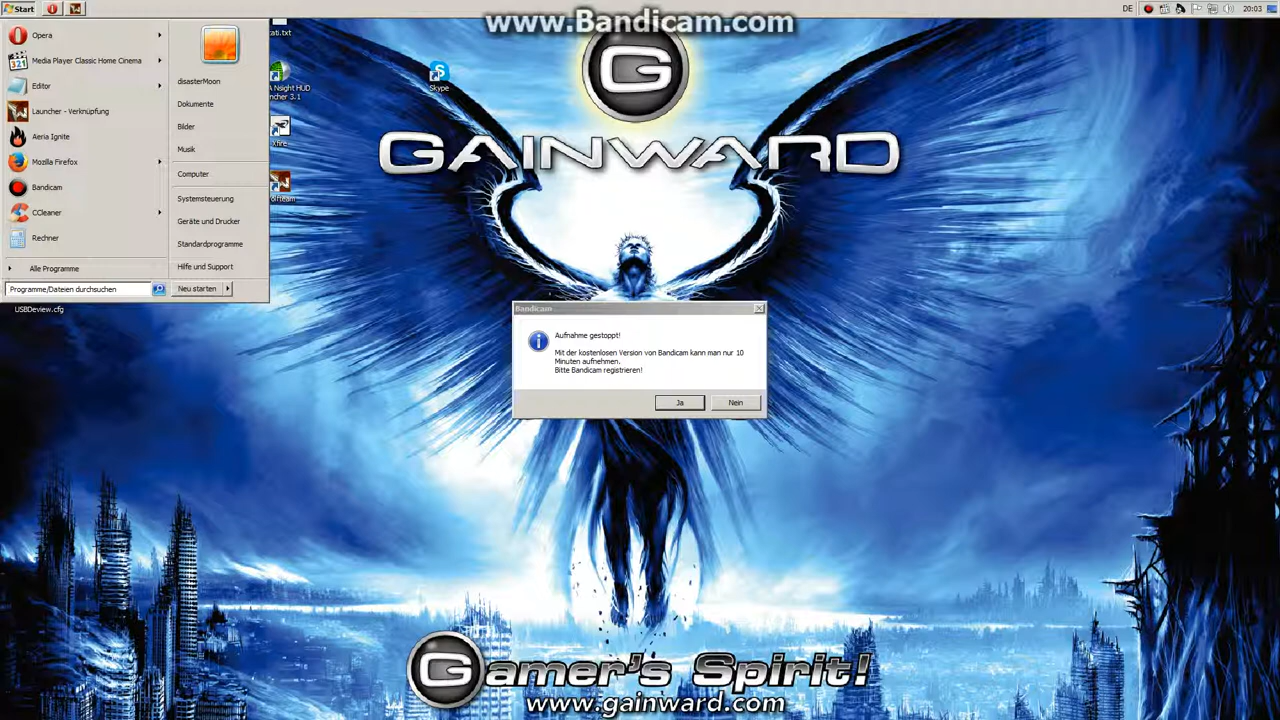 Start
DE
20:03
www.Bandicam.com
Opera
Media Player Classic Home Cinema
Editor
Launcher - Verknüpfung
Aeria Ignite
Mozilla Firefox
Bandicam
CCleaner
Rechner
Alle Programme
Programme/Dateien durchsuchen
disasterMoon
Dokumente
Bilder
Musik
Computer
Systemsteuerung
Geräte und Drucker
Standardprogramme
Hilfe und Support
Neu starten
USBDeview.cfg
Xfire
Skype
G
GAINWARD
Bandicam
Aufnahme gestoppt!
Mit der kostenlosen Version von Bandicam kann man nur 10
Minuten aufnehmen.
Bitte Bandicam registrieren!
Ja
Nein
Gamer's Spirit!
www.gainward.com